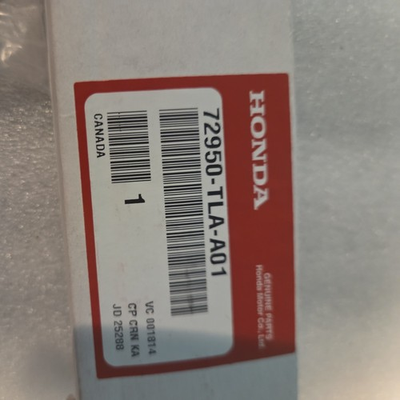 HONDA
GENUINE PARTS
Honda Motor Co., Ltd.
72950-TLA-A01
1
CANADA
VC 001814
CP CRN KA
JD 25288